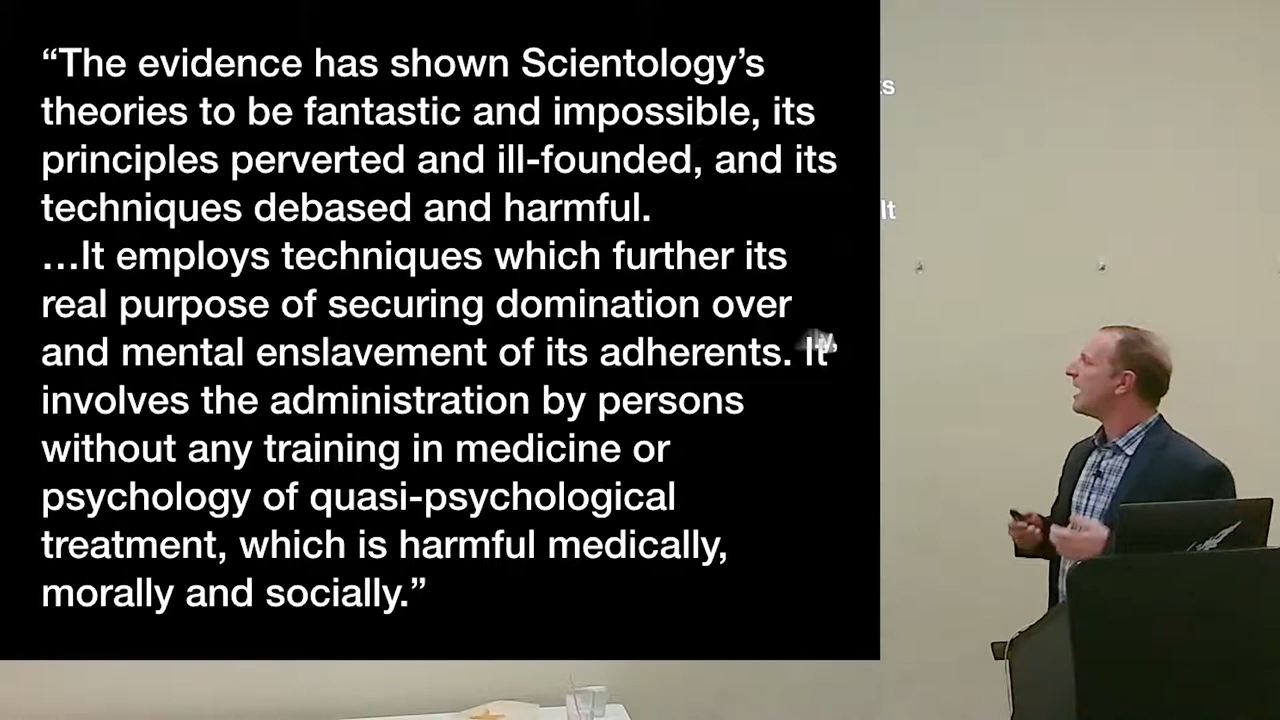 “The evidence has shown Scientology’s
theories to be fantastic and impossible, its
principles perverted and ill-founded, and its
techniques debased and harmful.
…It employs techniques which further its
real purpose of securing domination over
and mental enslavement of its adherents. It
involves the administration by persons
without any training in medicine or
psychology of quasi-psychological
treatment, which is harmful medically,
morally and socially.”